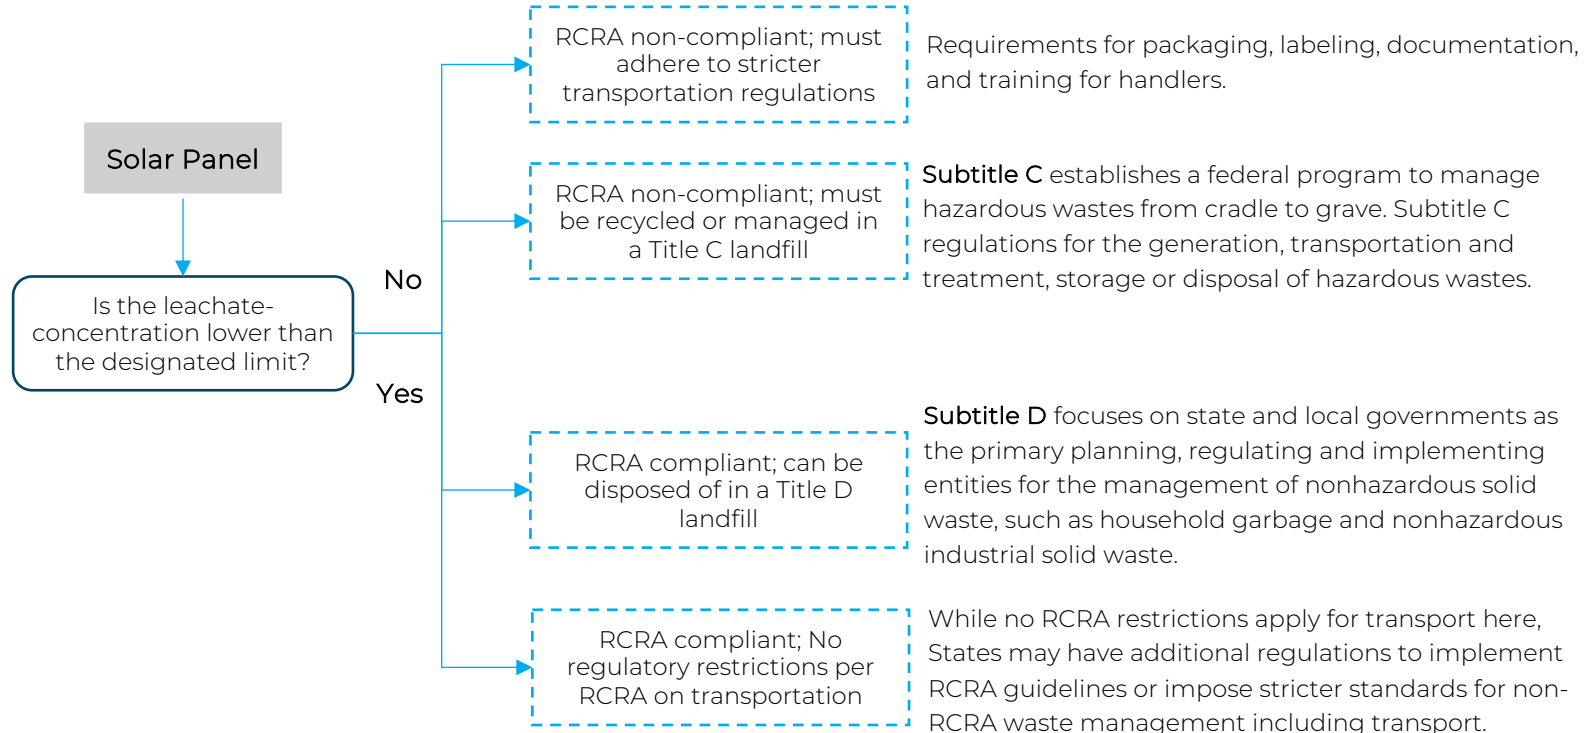 Solar Panel
Is the leachate-
concentration lower than
the designated limit?
No
Yes
RCRA non-compliant; must
adhere to stricter
transportation regulations
Requirements for packaging, labeling, documentation,
and training for handlers.
RCRA non-compliant; must
be recycled or managed in
a Title C landfill
Subtitle C establishes a federal program to manage
hazardous wastes from cradle to grave. Subtitle C
regulations for the generation, transportation and
treatment, storage or disposal of hazardous wastes.
RCRA compliant; can be
disposed of in a Title D
landfill
Subtitle D focuses on state and local governments as
the primary planning, regulating and implementing
entities for the management of nonhazardous solid
waste, such as household garbage and nonhazardous
industrial solid waste.
RCRA compliant; No
regulatory restrictions per
RCRA on transportation
While no RCRA restrictions apply for transport here,
States may have additional regulations to implement
RCRA guidelines or impose stricter standards for non-
RCRA waste management including transport.